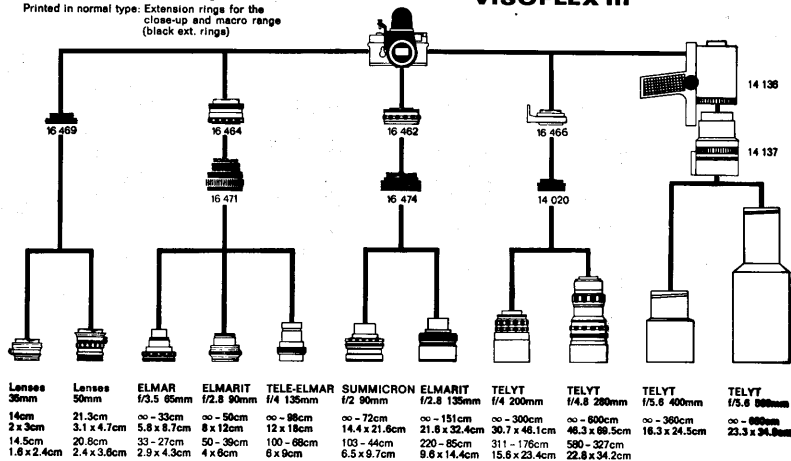 VISOFLEX III
Printed in normal type: Extension rings for the
close-up and macro range
(black ext. rings)
14 136
14 137
16 469
16 464
16 462
16 466
16 471
16 474
14 020
Lenses Lenses ELMAR ELMARIT TELE-ELMAR SUMMICRON ELMARIT TELYT TELYT TELYT TELYT
35mm 50mm f/3.5 65mm f/2.8 90mm f/4 135mm f/2 90mm f/2.8 135mm f/4 200mm f/4.8 280mm f/5.6 400mm f/5.6
14cm 21.3cm ∞ – 33cm ∞ – 50cm ∞ – 98cm ∞ – 72cm ∞ – 151cm ∞ – 300cm ∞ – 600cm ∞ – 360cm ∞ –
2 x 3cm 3.1 x 4.7cm 5.8 x 8.7cm 8 x 12cm 12 x 18cm 14.4 x 21.6cm 21.6 x 32.4cm 30.7 x 46.1cm 46.3 x 69.5cm 16.3 x 24.5cm 23.3 x
14.5cm 20.8cm 33 – 27cm 50 – 39cm 100 – 68cm 103 – 44cm 220 – 85cm 311 – 176cm 580 – 327cm
1.6 x 2.4cm 2.4 x 3.6cm 2.9 x 4.3cm 4 x 6cm 6 x 9cm 6.5 x 9.7cm 9.6 x 14.4cm 15.6 x 23.4cm 22.8 x 34.2cm